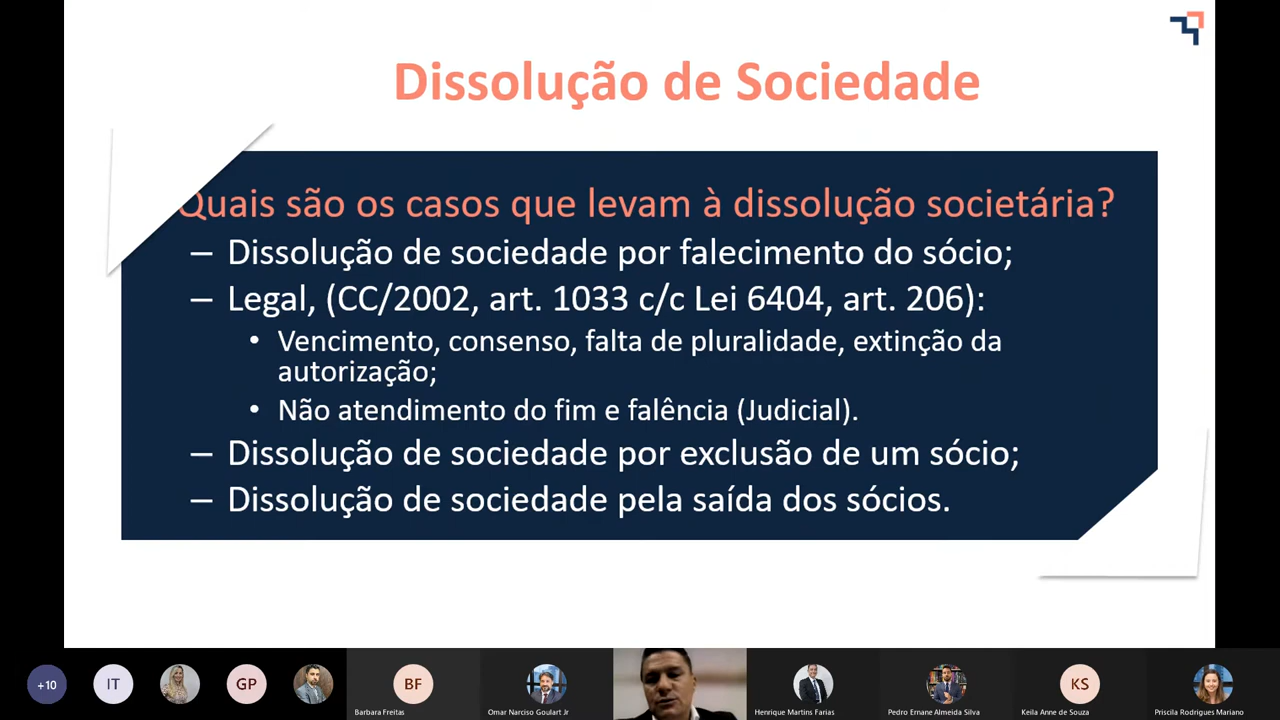 Dissolução de Sociedade
Quais são os casos que levam à dissolução societária?
– Dissolução de sociedade por falecimento do sócio;
– Legal, (CC/2002, art. 1033 c/c Lei 6404, art. 206):
• Vencimento, consenso, falta de pluralidade, extinção da
autorização;
• Não atendimento do fim e falência (Judicial).
– Dissolução de sociedade por exclusão de um sócio;
– Dissolução de sociedade pela saída dos sócios.
+10
IT
GP
BF
KS
Barbara Freitas
Omar Narciso Goulart Jr
Henrique Martins Farias
Pedro Ernane Almeida Silva
Keila Anne de Souza
Priscila Rodrigues Mariano